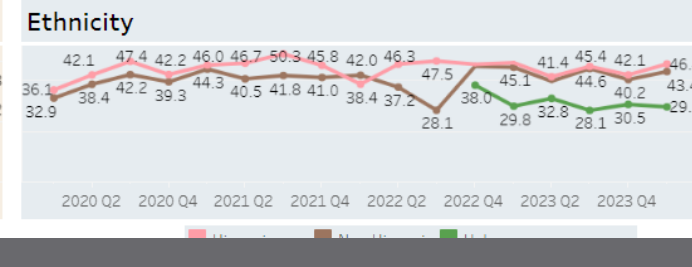 Ethnicity
42.1 47.4 42.2 46.0 46.7 50.3 45.8 42.0 46.3 41.4 45.4 42.1 46.
36.1 47.5 45.1 44.6 43.4
32.9 38.4 42.2 39.3 44.3 40.5 41.8 41.0 38.4 37.2 38.0 40.2
28.1 29.8 32.8 28.1 30.5 29.
2020 Q2 2020 Q4 2021 Q2 2021 Q4 2022 Q2 2022 Q4 2023 Q2 2023 Q4